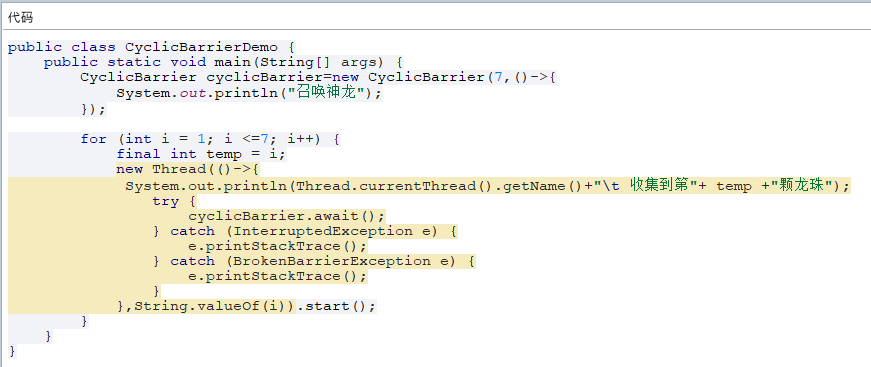 代码
public class CyclicBarrierDemo {
    public static void main(String[] args) {
        CyclicBarrier cyclicBarrier=new CyclicBarrier(7,()->{
            System.out.println("召唤神龙");
        });

        for (int i = 1; i <=7; i++) {
            final int temp = i;
            new Thread(()->{
             System.out.println(Thread.currentThread().getName()+"\t 收集到第"+ temp +"颗龙珠");
                try {
                    cyclicBarrier.await();
                } catch (InterruptedException e) {
                    e.printStackTrace();
                } catch (BrokenBarrierException e) {
                    e.printStackTrace();
                }
            },String.valueOf(i)).start();
        }
    }
}